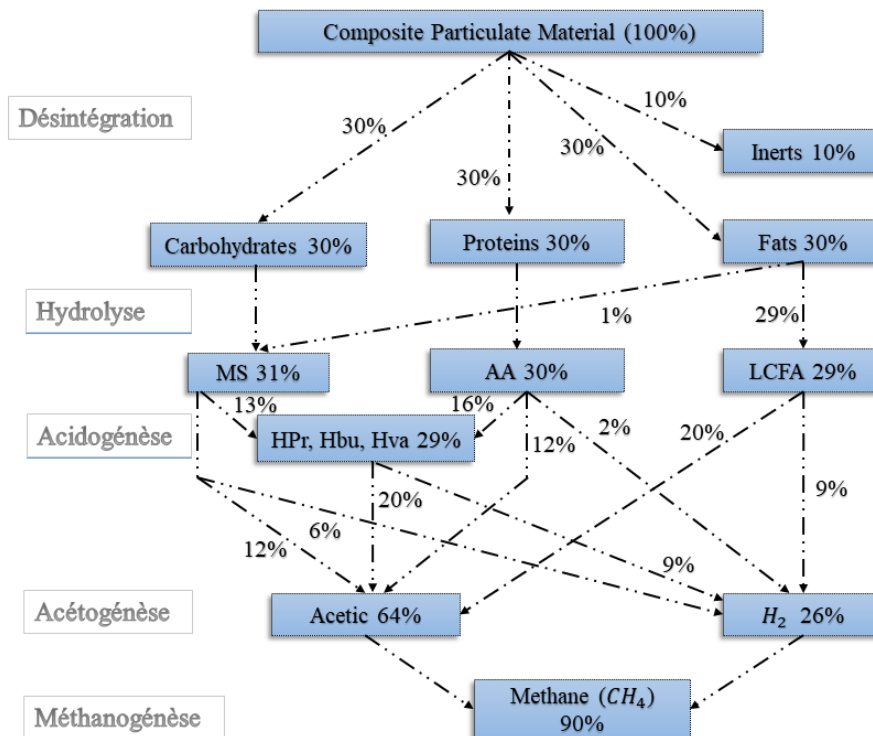 Composite Particulate Material (100%)
Désintégration
10%
30%
30%
30%
Inerts 10%
Carbohydrates 30%
Proteins 30%
Fats 30%
Hydrolyse
1%
29%
MS 31%
AA 30%
LCFA 29%
13%
16%
Acidogénèse
HPr, Hbu, Hva 29%
2%
20%
12%
20%
9%
6%
12%
9%
Acétogénèse
Acetic 64%
H₂ 26%
Méthanogénèse
Methane (CH₄)
90%